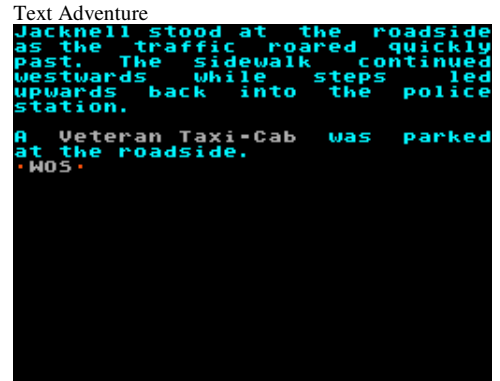 Text Adventure
Jacknell stood at the roadside
as the traffic roared quickly
past. The sidewalk continued
westwards while steps led
upwards back into the police
station.
A Veteran Taxi-Cab was parked
at the roadside.
·WOS·